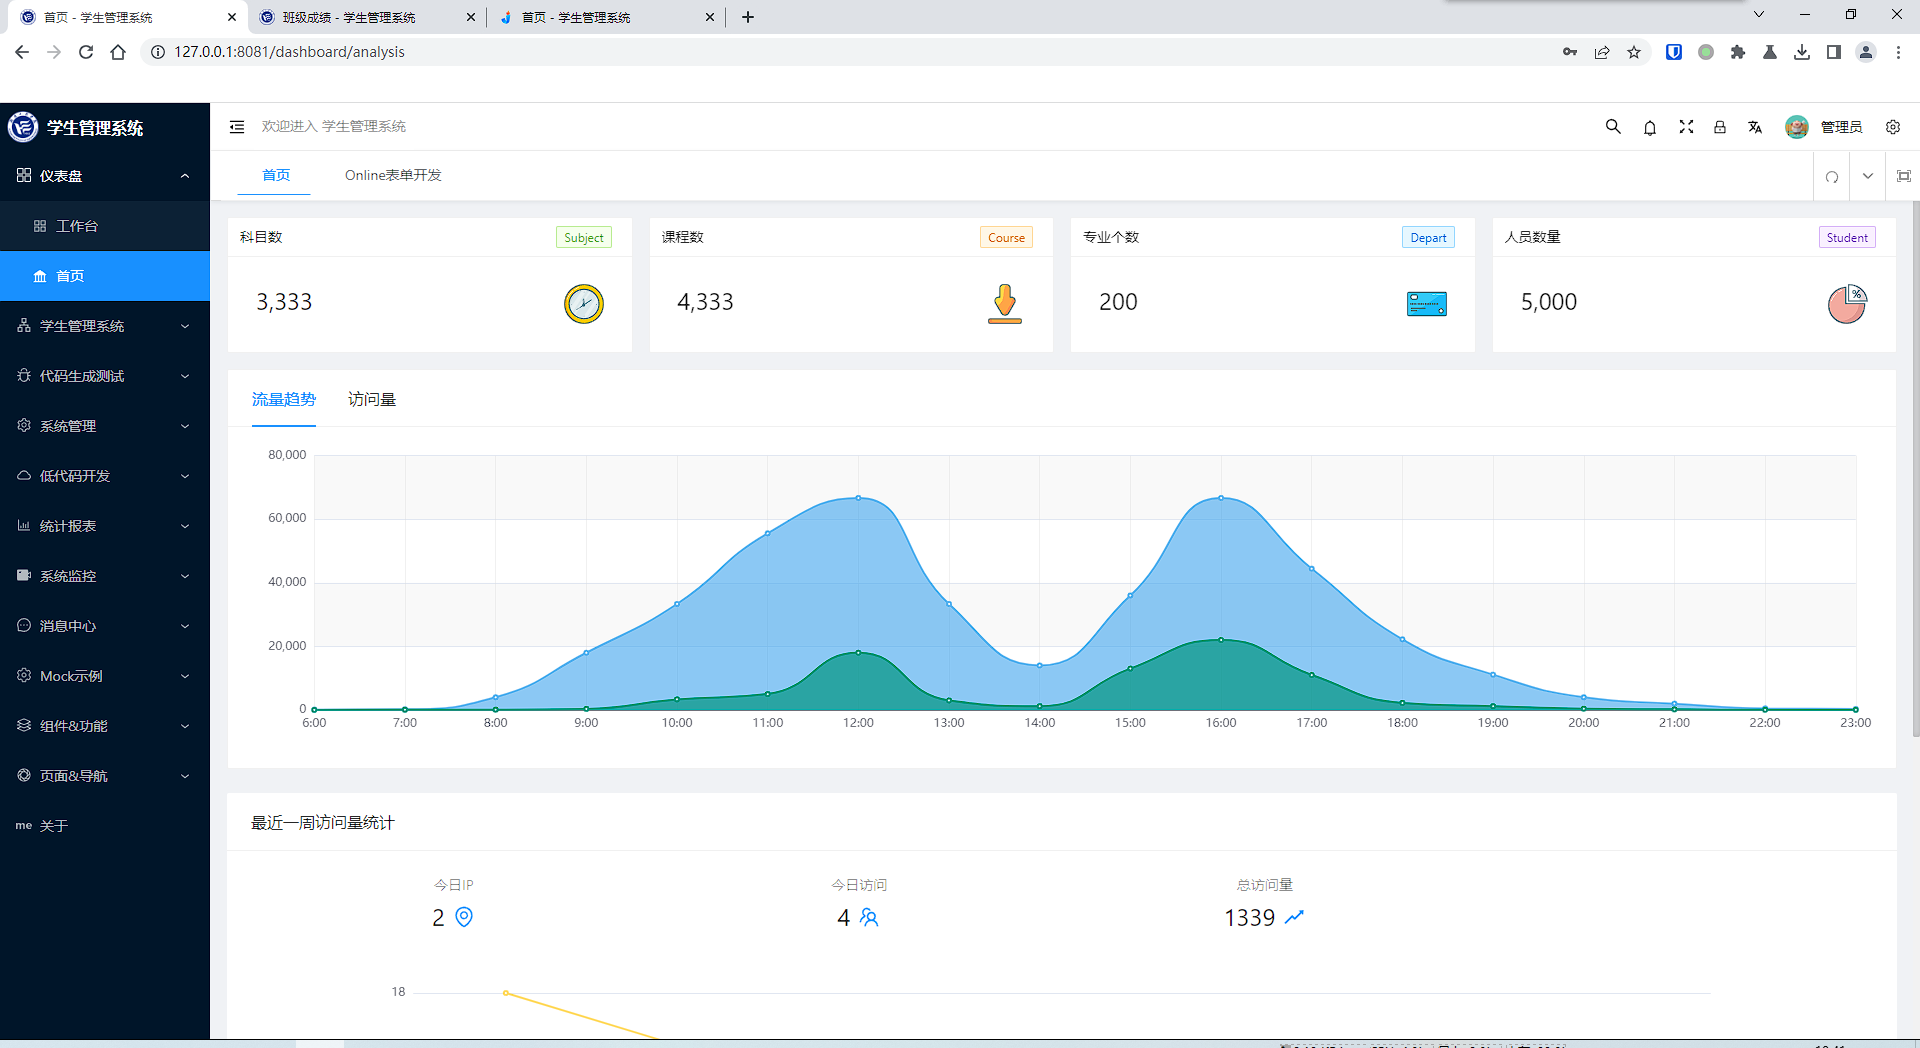 首页 - 学生管理系统
班级成绩 - 学生管理系统
首页 - 学生管理系统
127.0.0.1:8081/dashboard/analysis
学生管理系统
欢迎进入 学生管理系统
管理员
仪表盘
工作台
首页
学生管理系统
代码生成测试
系统管理
低代码开发
统计报表
系统监控
消息中心
Mock示例
组件&功能
页面&导航
me 关于
首页
Online表单开发
科目数
Subject
3,333
课程数
Course
4,333
专业个数
Depart
200
人员数量
Student
%
5,000
流量趋势
访问量
80,000
60,000
40,000
20,000
0
6:00 7:00 8:00 9:00 10:00 11:00 12:00 13:00 14:00 15:00 16:00 17:00 18:00 19:00 20:00 21:00 22:00 23:00
最近一周访问量统计
今日IP
2
今日访问
4
总访问量
1339
18